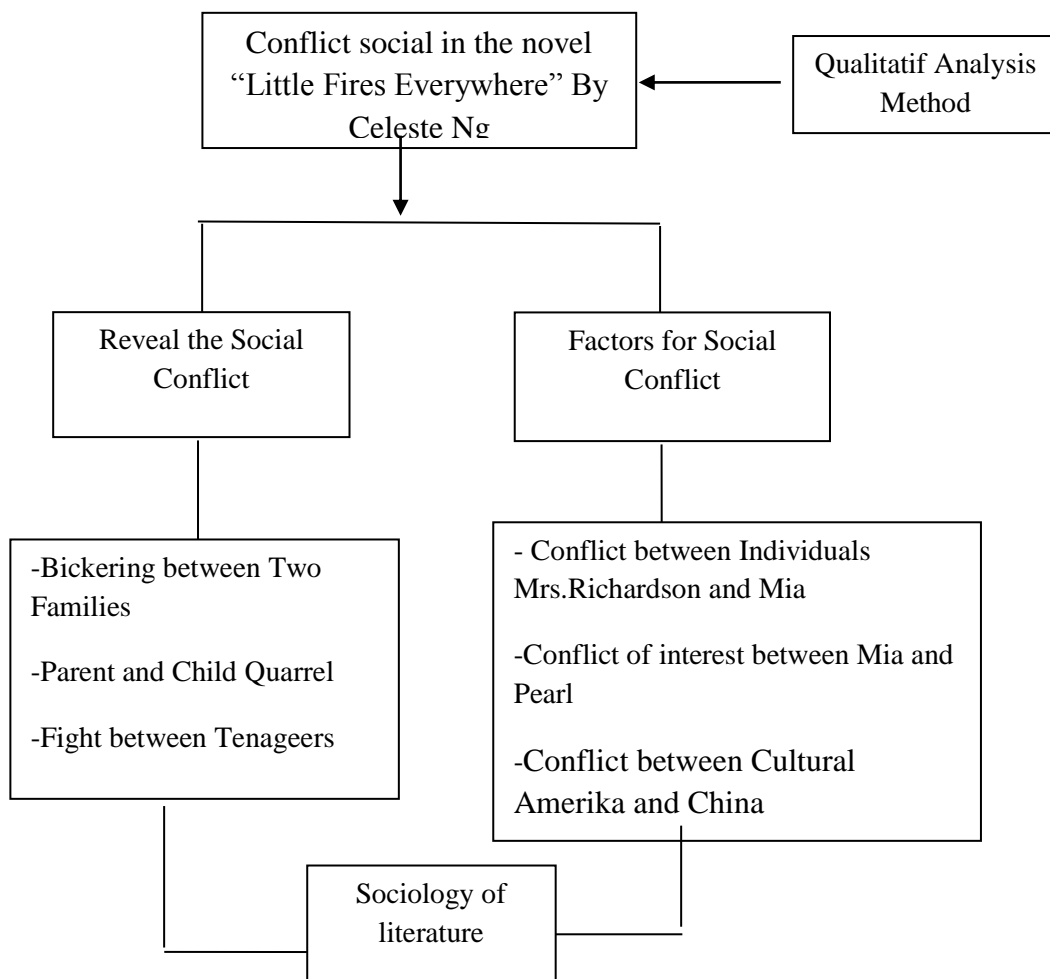 Conflict social in the novel
“Little Fires Everywhere” By
Celeste Ng
Qualitatif Analysis
Method
Reveal the Social
Conflict
Factors for Social
Conflict
-Bickering between Two
Families
-Parent and Child Quarrel
-Fight between Tenageers
- Conflict between Individuals
Mrs.Richardson and Mia
-Conflict of interest between Mia and
Pearl
-Conflict between Cultural
Amerika and China
Sociology of
literature